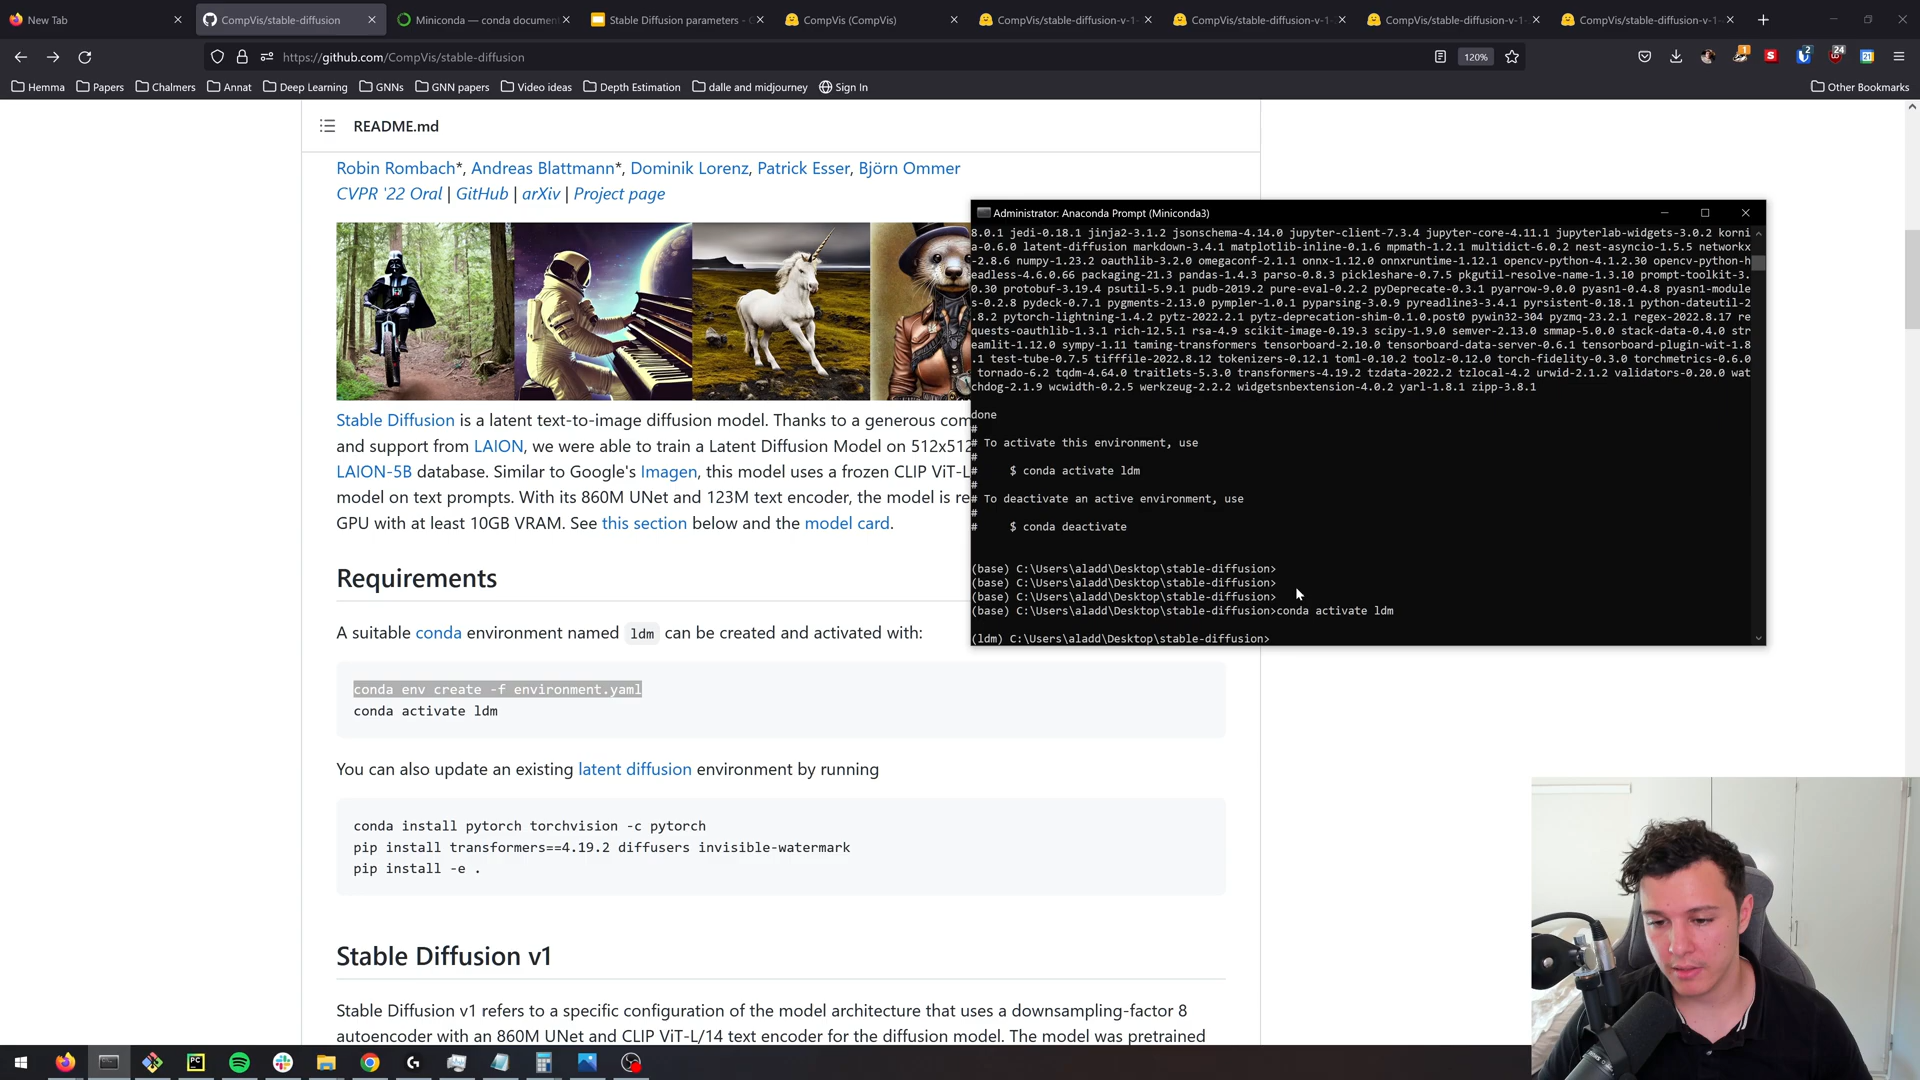 New Tab
CompVis/stable-diffusion
Miniconda — conda document
Stable Diffusion parameters - G
CompVis (CompVis)
CompVis/stable-diffusion-v-1-
CompVis/stable-diffusion-v-1-
CompVis/stable-diffusion-v-1-
CompVis/stable-diffusion-v-1-
https://github.com/CompVis/stable-diffusion
120%
1
2
24
21
Hemma
Papers
Chalmers
Annat
Deep Learning
GNNs
GNN papers
Video ideas
Depth Estimation
dalle and midjourney
Sign In
Other Bookmarks
README.md
Robin Rombach*, Andreas Blattmann*, Dominik Lorenz, Patrick Esser, Björn Ommer
CVPR '22 Oral | GitHub | arXiv | Project page
Stable Diffusion is a latent text-to-image diffusion model. Thanks to a generous com
and support from LAION, we were able to train a Latent Diffusion Model on 512x512
LAION-5B database. Similar to Google's Imagen, this model uses a frozen CLIP ViT-L
model on text prompts. With its 860M UNet and 123M text encoder, the model is re
GPU with at least 10GB VRAM. See this section below and the model card.
Requirements
A suitable conda environment named ldm can be created and activated with:
conda env create -f environment.yaml
conda activate ldm
You can also update an existing latent diffusion environment by running
conda install pytorch torchvision -c pytorch
pip install transformers==4.19.2 diffusers invisible-watermark
pip install -e .
Stable Diffusion v1
Stable Diffusion v1 refers to a specific configuration of the model architecture that uses a downsampling-factor 8
autoencoder with an 860M UNet and CLIP ViT-L/14 text encoder for the diffusion model. The model was pretrained
Administrator: Anaconda Prompt (Miniconda3)
8.0.1 jedi-0.18.1 jinja2-3.1.2 jsonschema-4.14.0 jupyter-client-7.3.4 jupyter-core-4.11.1 jupyterlab-widgets-3.0.2 korni
a-0.6.0 latent-diffusion markdown-3.4.1 matplotlib-inline-0.1.6 mpmath-1.2.1 multidict-6.0.2 nest-asyncio-1.5.5 networkx
-2.8.6 numpy-1.23.2 oauthlib-3.2.0 omegaconf-2.1.1 onnx-1.12.0 onnxruntime-1.12.1 opencv-python-4.1.2.30 opencv-python-h
eadless-4.6.0.66 packaging-21.3 pandas-1.4.3 parso-0.8.3 pickleshare-0.7.5 pkgutil-resolve-name-1.3.10 prompt-toolkit-3.
0.30 protobuf-3.19.4 psutil-5.9.1 pudb-2019.2 pure-eval-0.2.2 pyDeprecate-0.3.1 pyarrow-9.0.0 pyasn1-0.4.8 pyasn1-module
s-0.2.8 pydeck-0.7.1 pygments-2.13.0 pympler-1.0.1 pyparsing-3.0.9 pyreadline3-3.4.1 pyrsistent-0.18.1 python-dateutil-2
.8.2 pytorch-lightning-1.4.2 pytz-2022.2.1 pytz-deprecation-shim-0.1.0.post0 pywin32-304 pyzmq-23.2.1 regex-2022.8.17 re
quests-oauthlib-1.3.1 rich-12.5.1 rsa-4.9 scikit-image-0.19.3 scipy-1.9.0 semver-2.13.0 smmap-5.0.0 stack-data-0.4.0 str
eamlit-1.12.0 sympy-1.11 taming-transformers tensorboard-2.10.0 tensorboard-data-server-0.6.1 tensorboard-plugin-wit-1.8
.1 test-tube-0.7.5 tifffile-2022.8.12 tokenizers-0.12.1 toml-0.10.2 toolz-0.12.0 torch-fidelity-0.3.0 torchmetrics-0.6.0
tornado-6.2 tqdm-4.64.0 traitlets-5.3.0 transformers-4.19.2 tzdata-2022.2 tzlocal-4.2 urwid-2.1.2 validators-0.20.0 wat
chdog-2.1.9 wcwidth-0.2.5 werkzeug-2.2.2 widgetsnbextension-4.0.2 yarl-1.8.1 zipp-3.8.1
done
#
# To activate this environment, use
#
#     $ conda activate ldm
#
# To deactivate an active environment, use
#
#     $ conda deactivate
(base) C:\Users\aladd\Desktop\stable-diffusion>
(base) C:\Users\aladd\Desktop\stable-diffusion>
(base) C:\Users\aladd\Desktop\stable-diffusion>
(base) C:\Users\aladd\Desktop\stable-diffusion>conda activate ldm
(ldm) C:\Users\aladd\Desktop\stable-diffusion>